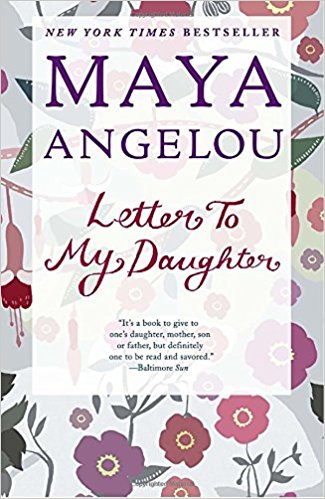 NEW YORK TIMES BESTSELLER
MAYA
ANGELOU
Letter To
My Daughter
"It's a book to give to
one's daughter, mother, son
or father, but definitely
one to be read and savored."
—Baltimore Sun